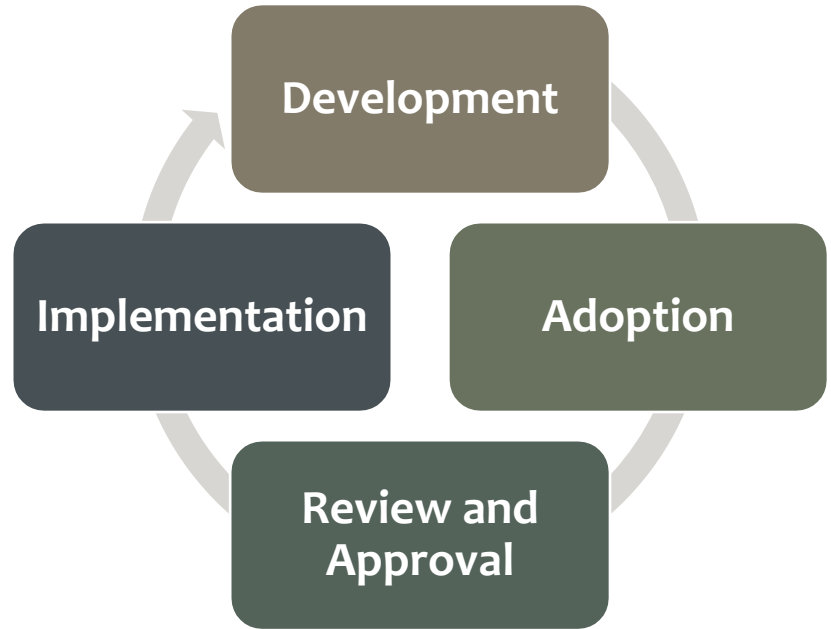 Development
Adoption
Review and
Approval
Implementation